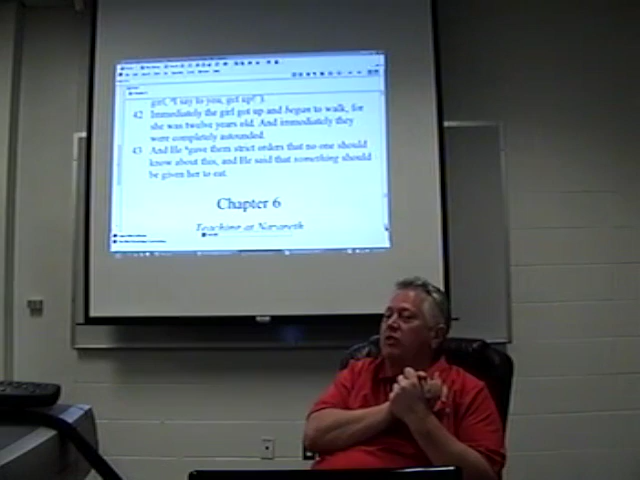 girl, "I say to you, get up!").
42 Immediately the girl got up and began to walk, for
she was twelve years old. And immediately they
were completely astounded.
43 And He *gave them strict orders that no one should
know about this, and He said that something should
be given her to eat.
Chapter 6
Teaching at Nazareth